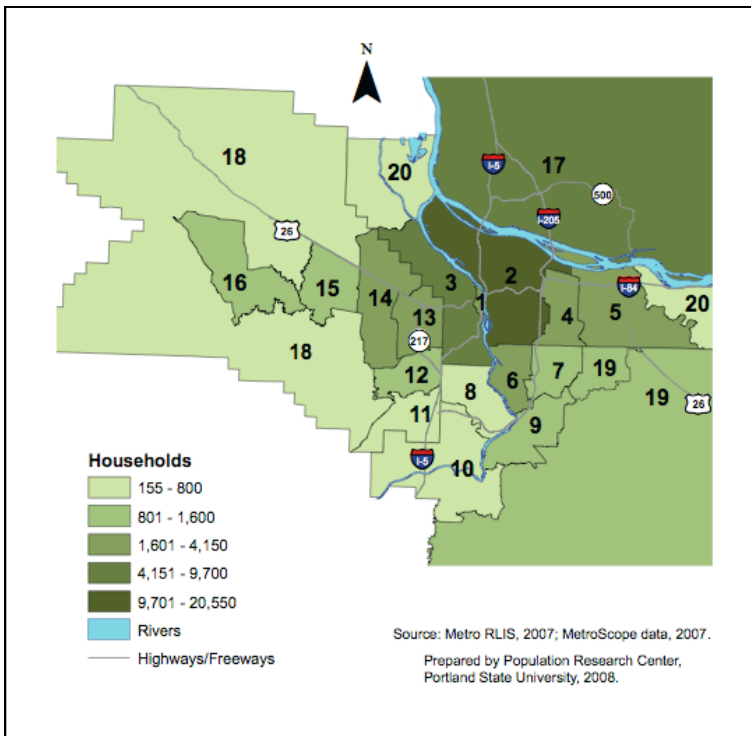 N
18
20
17
I-5
500
I-205
26
16
15
14
3
2
1
13
4
5
I-84
20
217
18
12
6
7
19
8
19
26
11
9
I-5
10
Households
155 - 800
801 - 1,600
1,601 - 4,150
4,151 - 9,700
9,701 - 20,550
Rivers
Highways/Freeways
Source: Metro RLIS, 2007; MetroScope data, 2007.
Prepared by Population Research Center,
Portland State University, 2008.